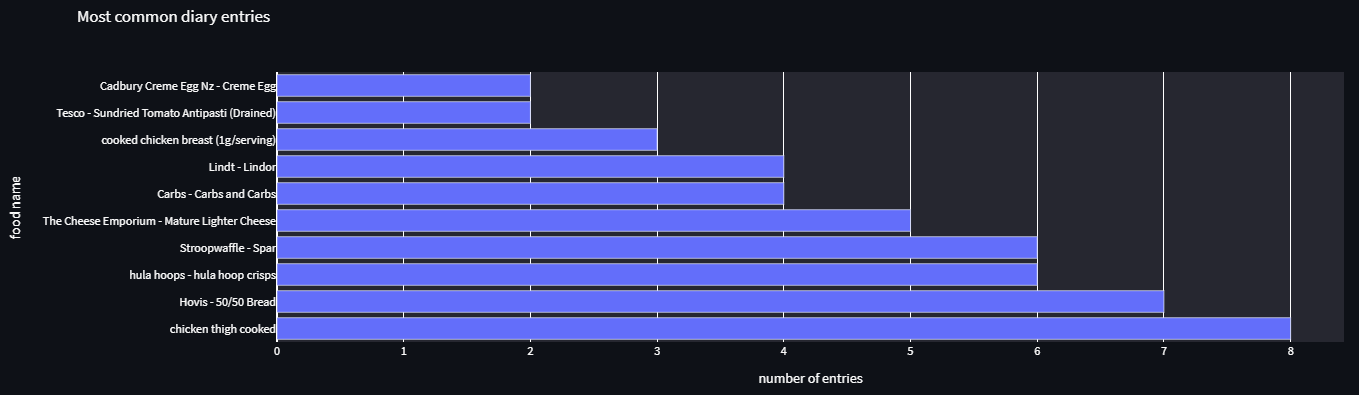 Most common diary entries
food name
Cadbury Creme Egg Nz - Creme Egg
Tesco - Sundried Tomato Antipasti (Drained)
cooked chicken breast (1g/serving)
Lindt - Lindor
Carbs - Carbs and Carbs
The Cheese Emporium - Mature Lighter Cheese
Stroopwaffle - Spar
hula hoops - hula hoop crisps
Hovis - 50/50 Bread
chicken thigh cooked
0 1 2 3 4 5 6 7 8
number of entries